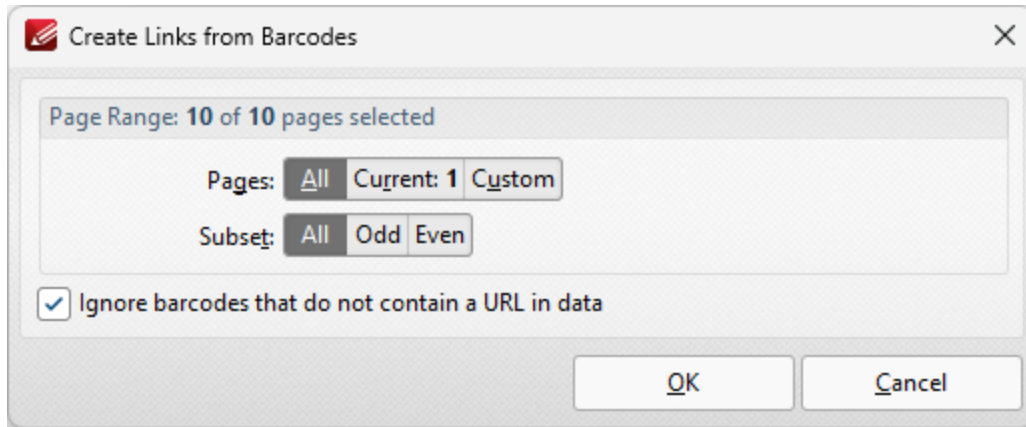 Create Links from Barcodes
Page Range: 10 of 10 pages selected
Pages: All Current: 1 Custom
Subset: All Odd Even
Ignore barcodes that do not contain a URL in data
OK Cancel